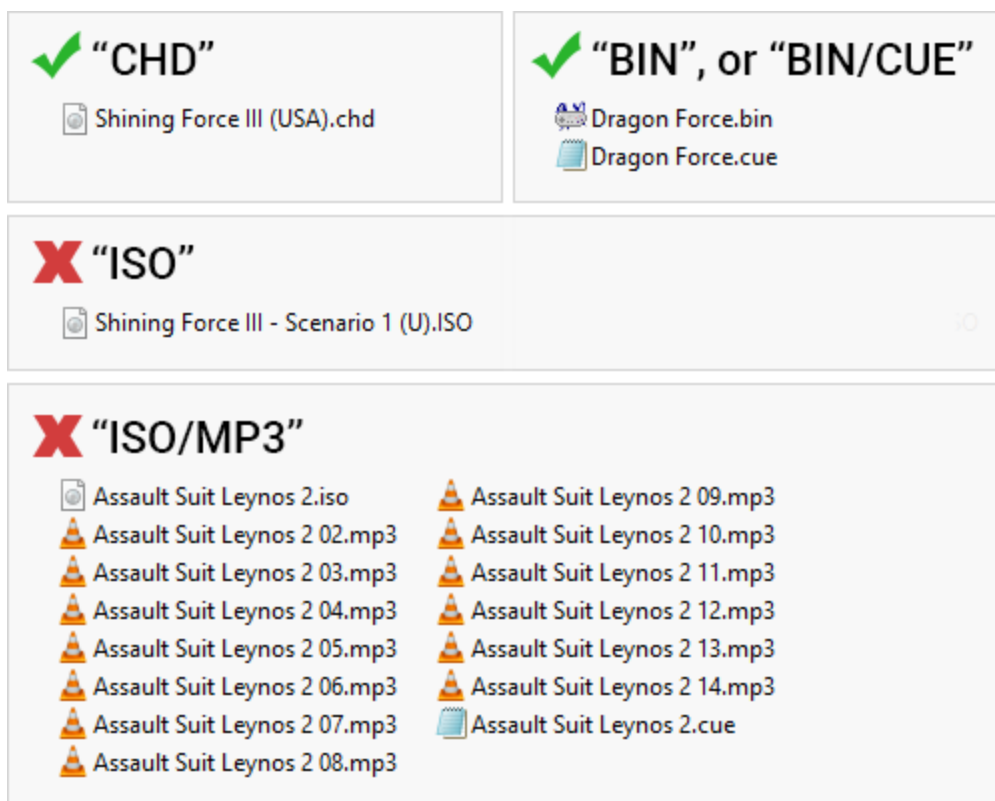 “CHD”
Shining Force III (USA).chd
“BIN”, or “BIN/CUE”
Dragon Force.bin
Dragon Force.cue
“ISO”
Shining Force III - Scenario 1 (U).ISO
“ISO/MP3”
Assault Suit Leynos 2.iso
Assault Suit Leynos 2 02.mp3
Assault Suit Leynos 2 03.mp3
Assault Suit Leynos 2 04.mp3
Assault Suit Leynos 2 05.mp3
Assault Suit Leynos 2 06.mp3
Assault Suit Leynos 2 07.mp3
Assault Suit Leynos 2 08.mp3
Assault Suit Leynos 2 09.mp3
Assault Suit Leynos 2 10.mp3
Assault Suit Leynos 2 11.mp3
Assault Suit Leynos 2 12.mp3
Assault Suit Leynos 2 13.mp3
Assault Suit Leynos 2 14.mp3
Assault Suit Leynos 2.cue